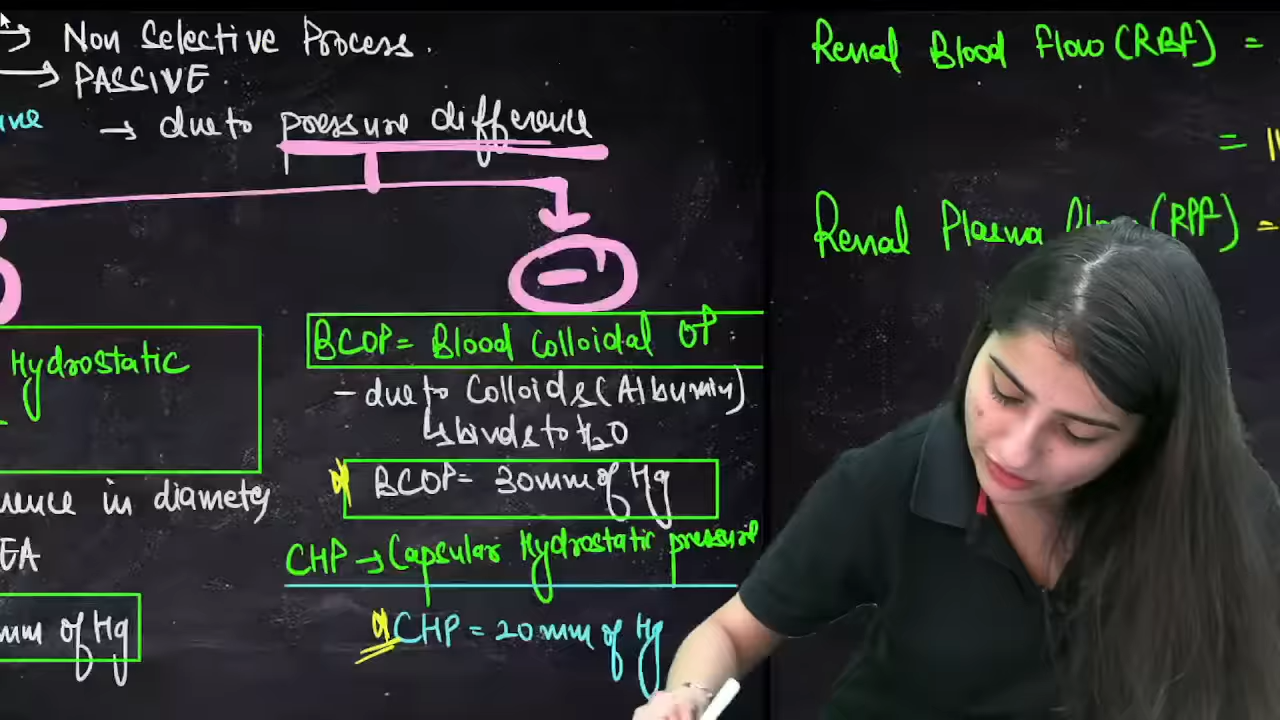 → Non Selective Process.
→ PASSIVE
→ due to pressure difference
−
Hydrostatic
in diameter
EA
mm of Hg
BCOP = Blood Colloidal OP
- due to Colloids (Albumin)
↳ binds to H2O
BCOP = 30mm of Hg
CHP → Capsular Hydrostatic pressure
CHP = 20mm of Hg
Renal Blood Flow (RBF) =
=
Renal Plasma (RPF) =